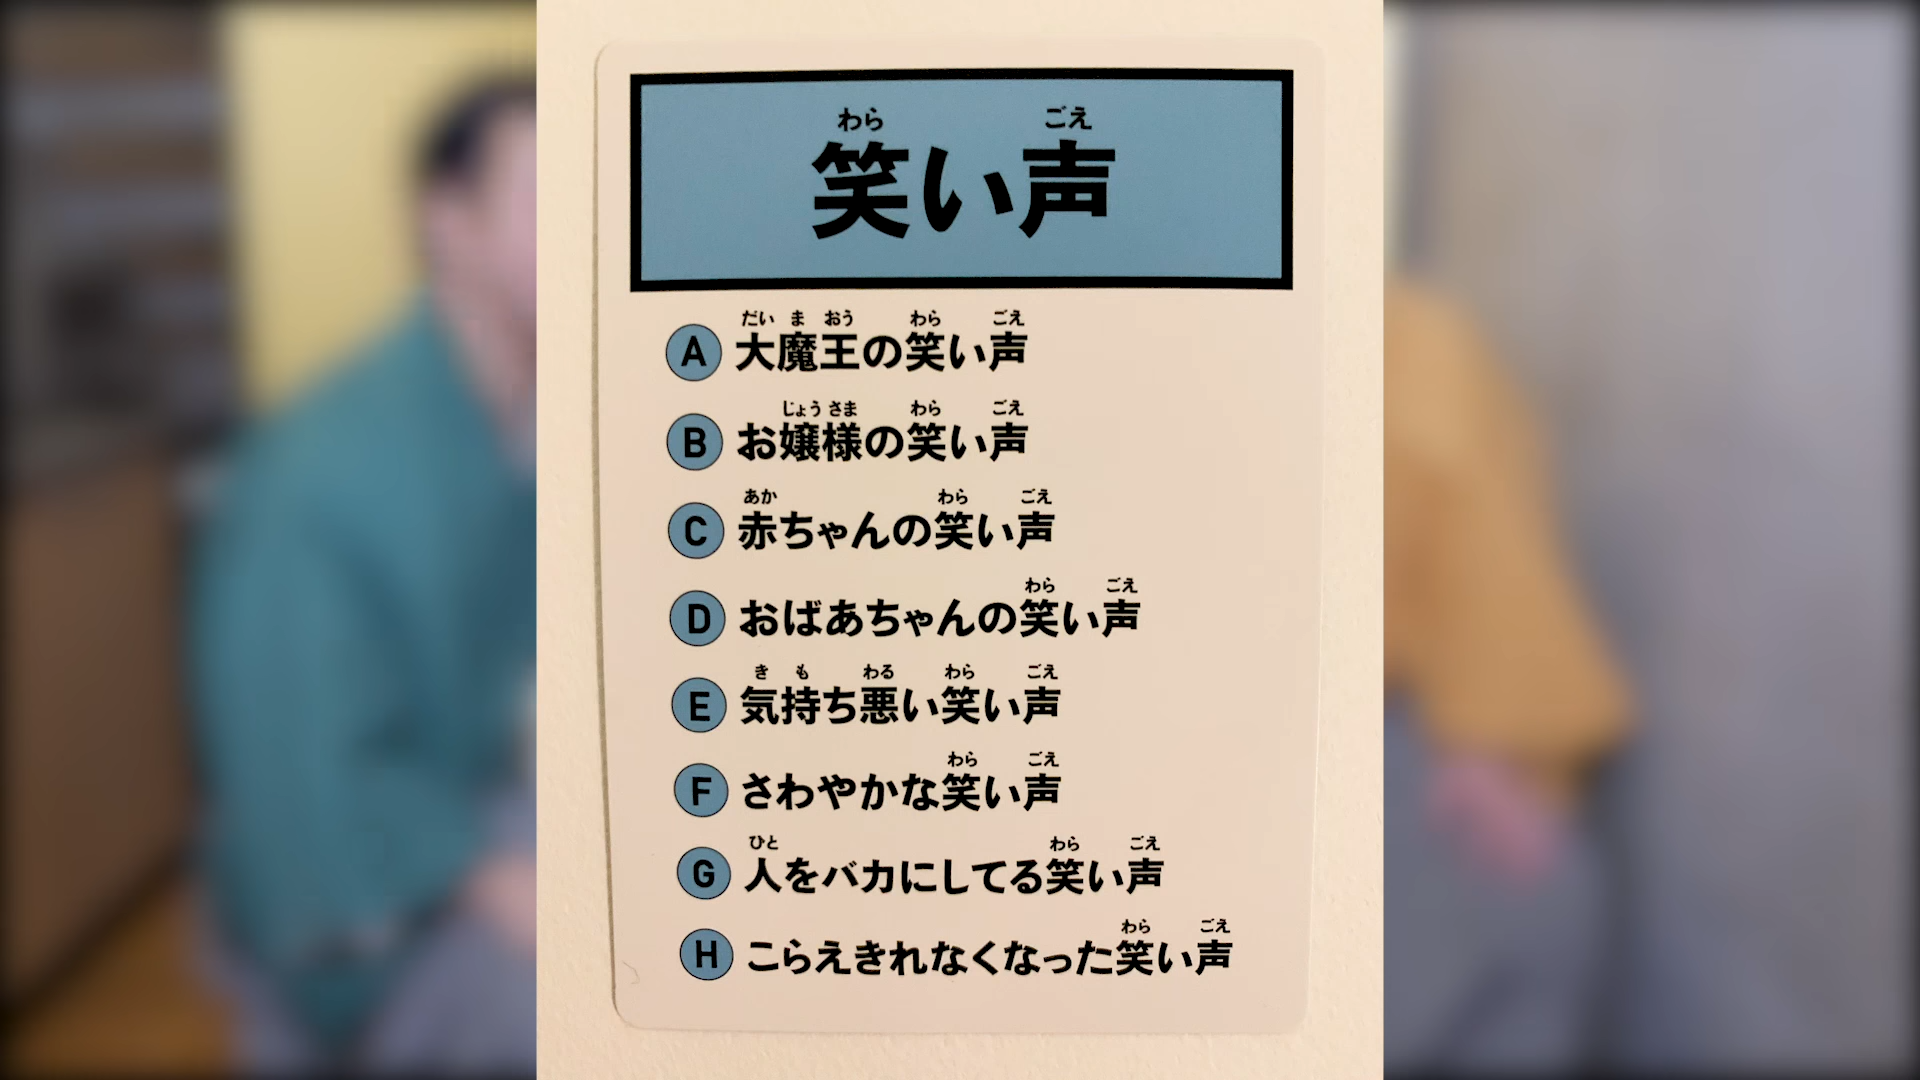 笑い声
A 大魔王の笑い声
B お嬢様の笑い声
C 赤ちゃんの笑い声
D おばあちゃんの笑い声
E 気持ち悪い笑い声
F さわやかな笑い声
G 人をバカにしてる笑い声
H こらえきれなくなった笑い声